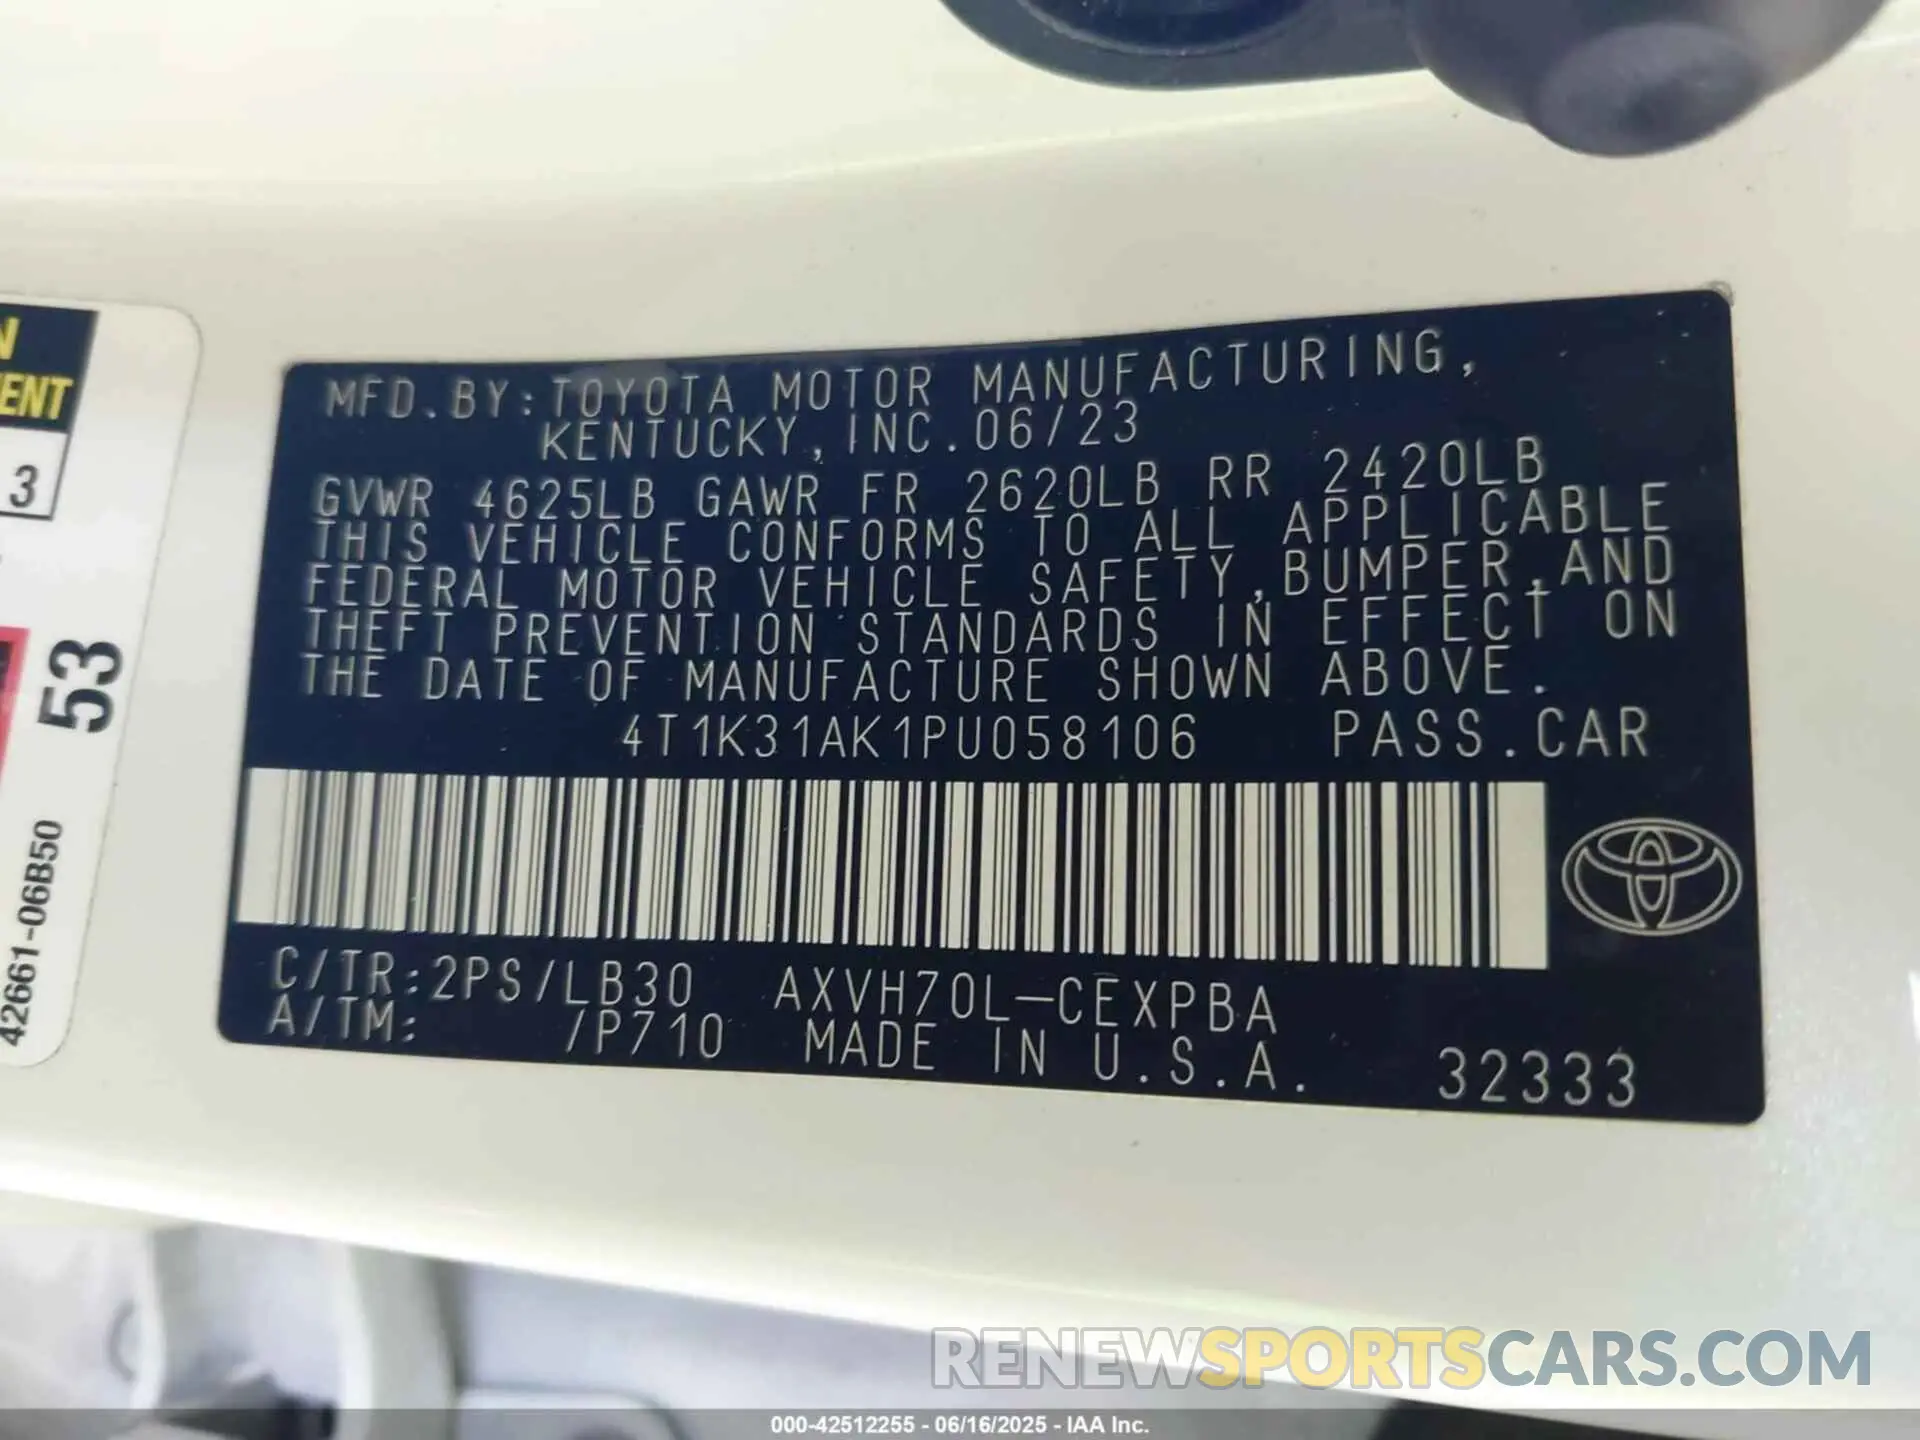 N
ENT
3
53
42661-06B50
MFD.BY:TOYOTA MOTOR MANUFACTURING,
KENTUCKY,INC.06/23
GVWR 4625LB GAWR FR 2620LB RR 2420LB
THIS VEHICLE CONFORMS TO ALL APPLICABLE
FEDERAL MOTOR VEHICLE SAFETY,BUMPER,AND
THEFT PREVENTION STANDARDS IN EFFECT ON
THE DATE OF MANUFACTURE SHOWN ABOVE.
4T1K31AK1PU058106 PASS.CAR
C/TR:2PS/LB30 AXVH70L-CEXPBA
A/TM: /P710 MADE IN U.S.A. 32333
RENEWSPORTSCARS.COM
000-42512255 - 06/16/2025 - IAA Inc.